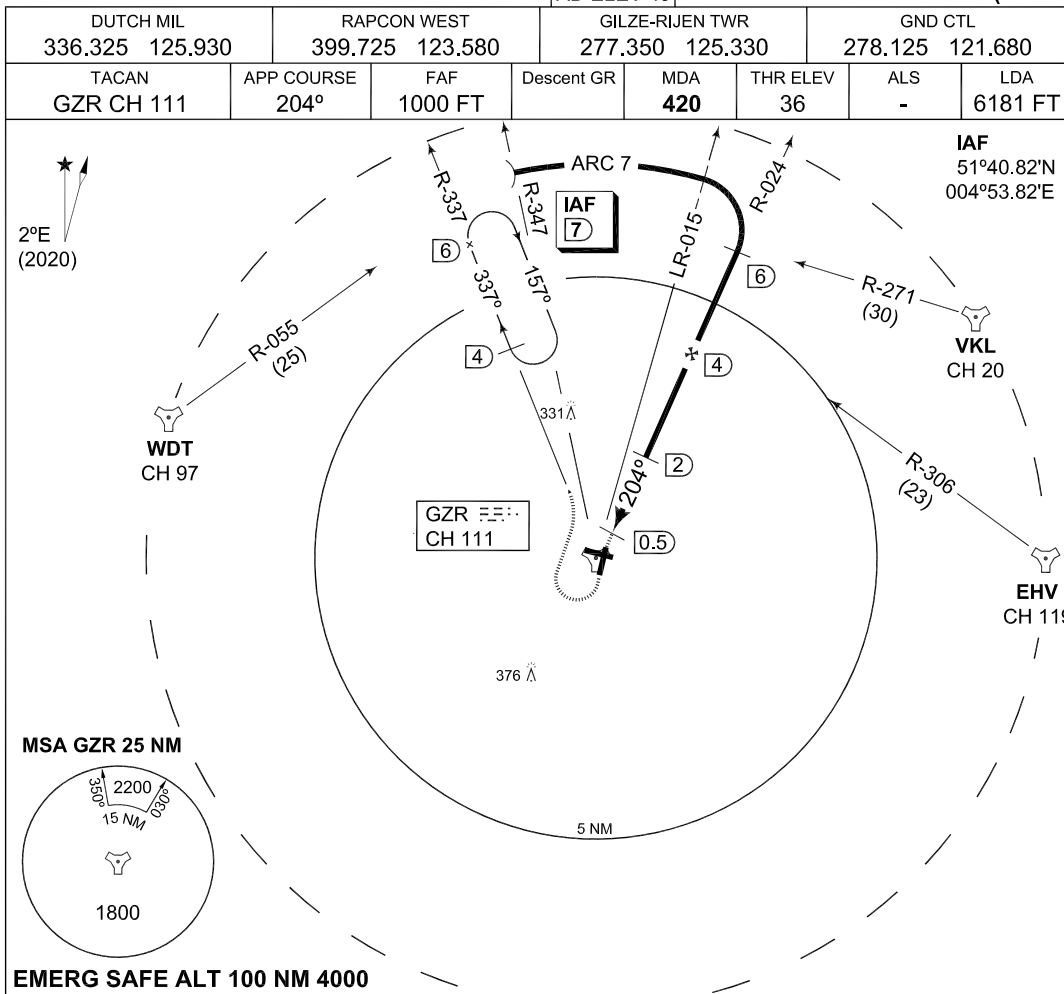 DUTCH MIL
336.325 125.930
RAPCON WEST
399.725 123.580
GILZE-RIJEN TWR
277.350 125.330
GND CTL
278.125 121.680
TACAN
GZR CH 111
APP COURSE
204º
FAF
1000 FT
Descent GR
MDA
420
THR ELEV
36
ALS
-
LDA
6181 FT
IAF
51º40.82'N
004º53.82'E
2ºE
(2020)
ARC 7
R-337
R-347
IAF
7
LR-015
R-024
6
337º
157º
4
6
4
2
204º
0.5
R-055
(25)
WDT
CH 97
R-271
(30)
VKL
CH 20
R-306
(23)
EHV
CH 119
331
GZR
CH 111
376
5 NM
MSA GZR 25 NM
350º
2200
030º
15 NM
1800
EMERG SAFE ALT 100 NM 4000